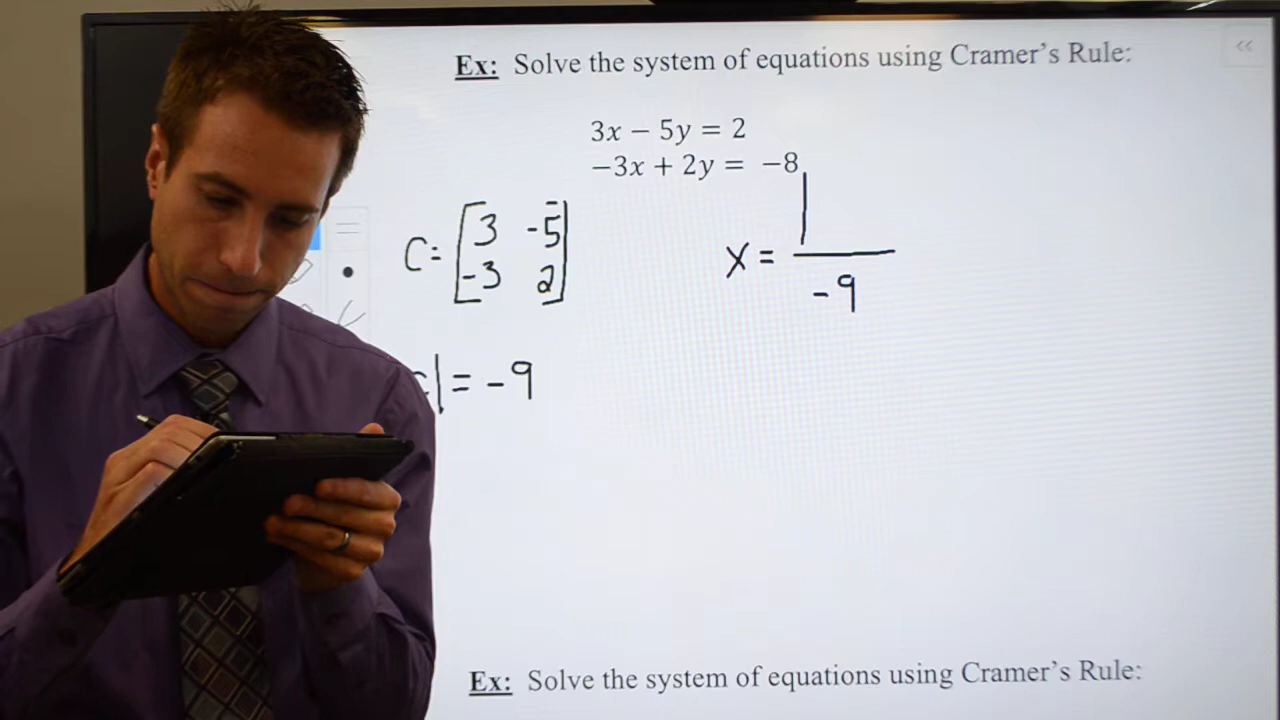 Ex: Solve the system of equations using Cramer's Rule:
3x − 5y = 2
−3x + 2y = −8
C= [3 -5
-3 2]
X = 
-9
| = -9
Ex: Solve the system of equations using Cramer's Rule: